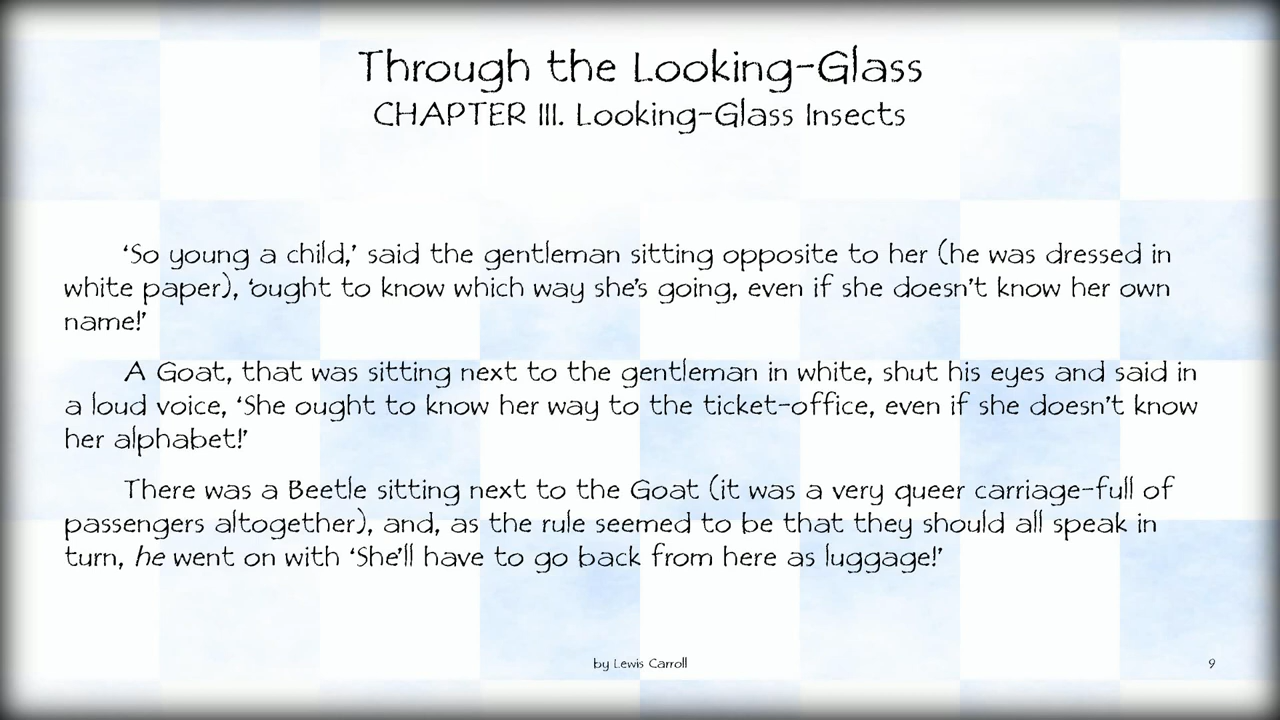 Through the Looking-Glass
CHAPTER III. Looking-Glass Insects
‘So young a child,’ said the gentleman sitting opposite to her (he was dressed in
white paper), ‘ought to know which way she’s going, even if she doesn’t know her own
name!’
A Goat, that was sitting next to the gentleman in white, shut his eyes and said in
a loud voice, ‘She ought to know her way to the ticket-office, even if she doesn’t know
her alphabet!’
There was a Beetle sitting next to the Goat (it was a very queer carriage-full of
passengers altogether), and, as the rule seemed to be that they should all speak in
turn, he went on with ‘She’ll have to go back from here as luggage!’
by Lewis Carroll
9